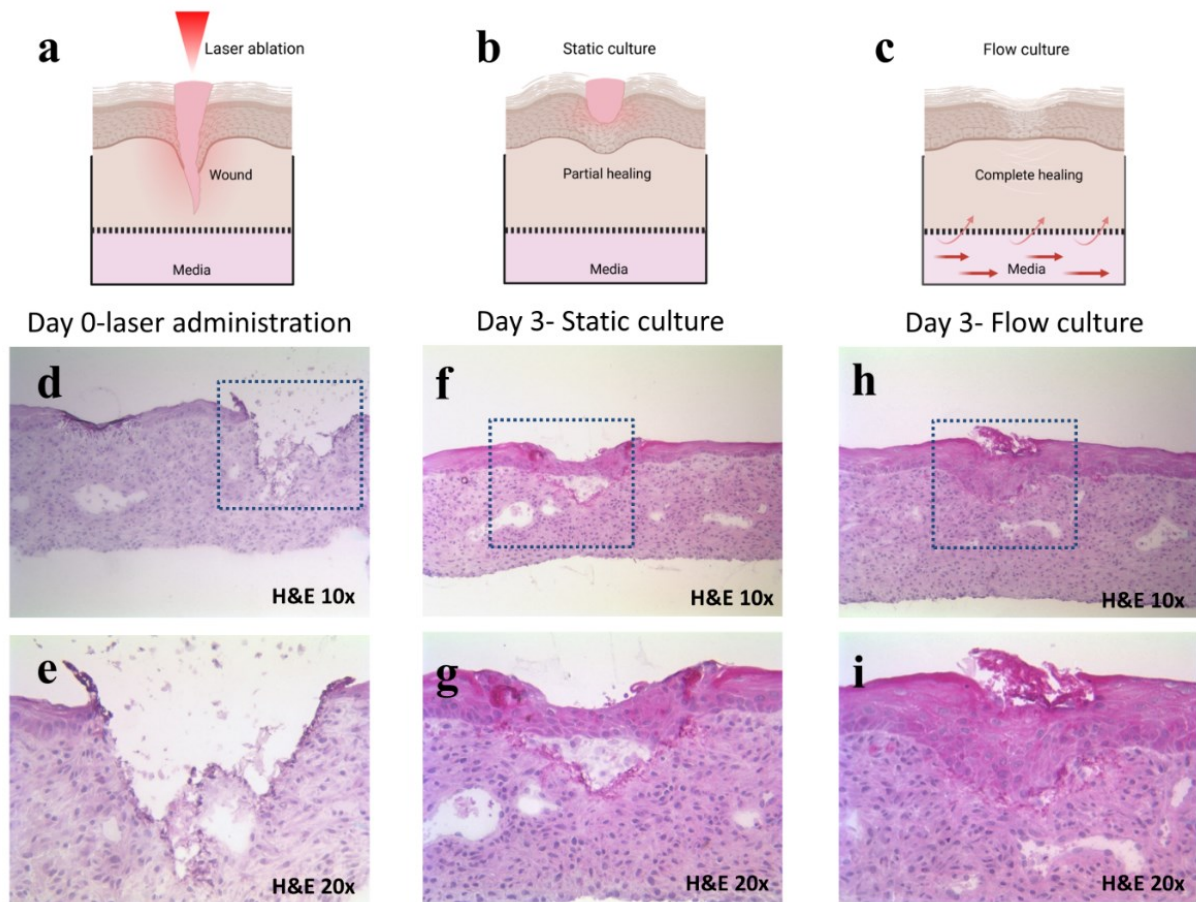 a
Laser ablation
Wound
Media
b
Static culture
Partial healing
Media
c
Flow culture
Complete healing
Media
Day 0-laser administration
Day 3- Static culture
Day 3- Flow culture
d
H&E 10x
f
H&E 10x
h
H&E 10x
e
H&E 20x
g
H&E 20x
i
H&E 20x